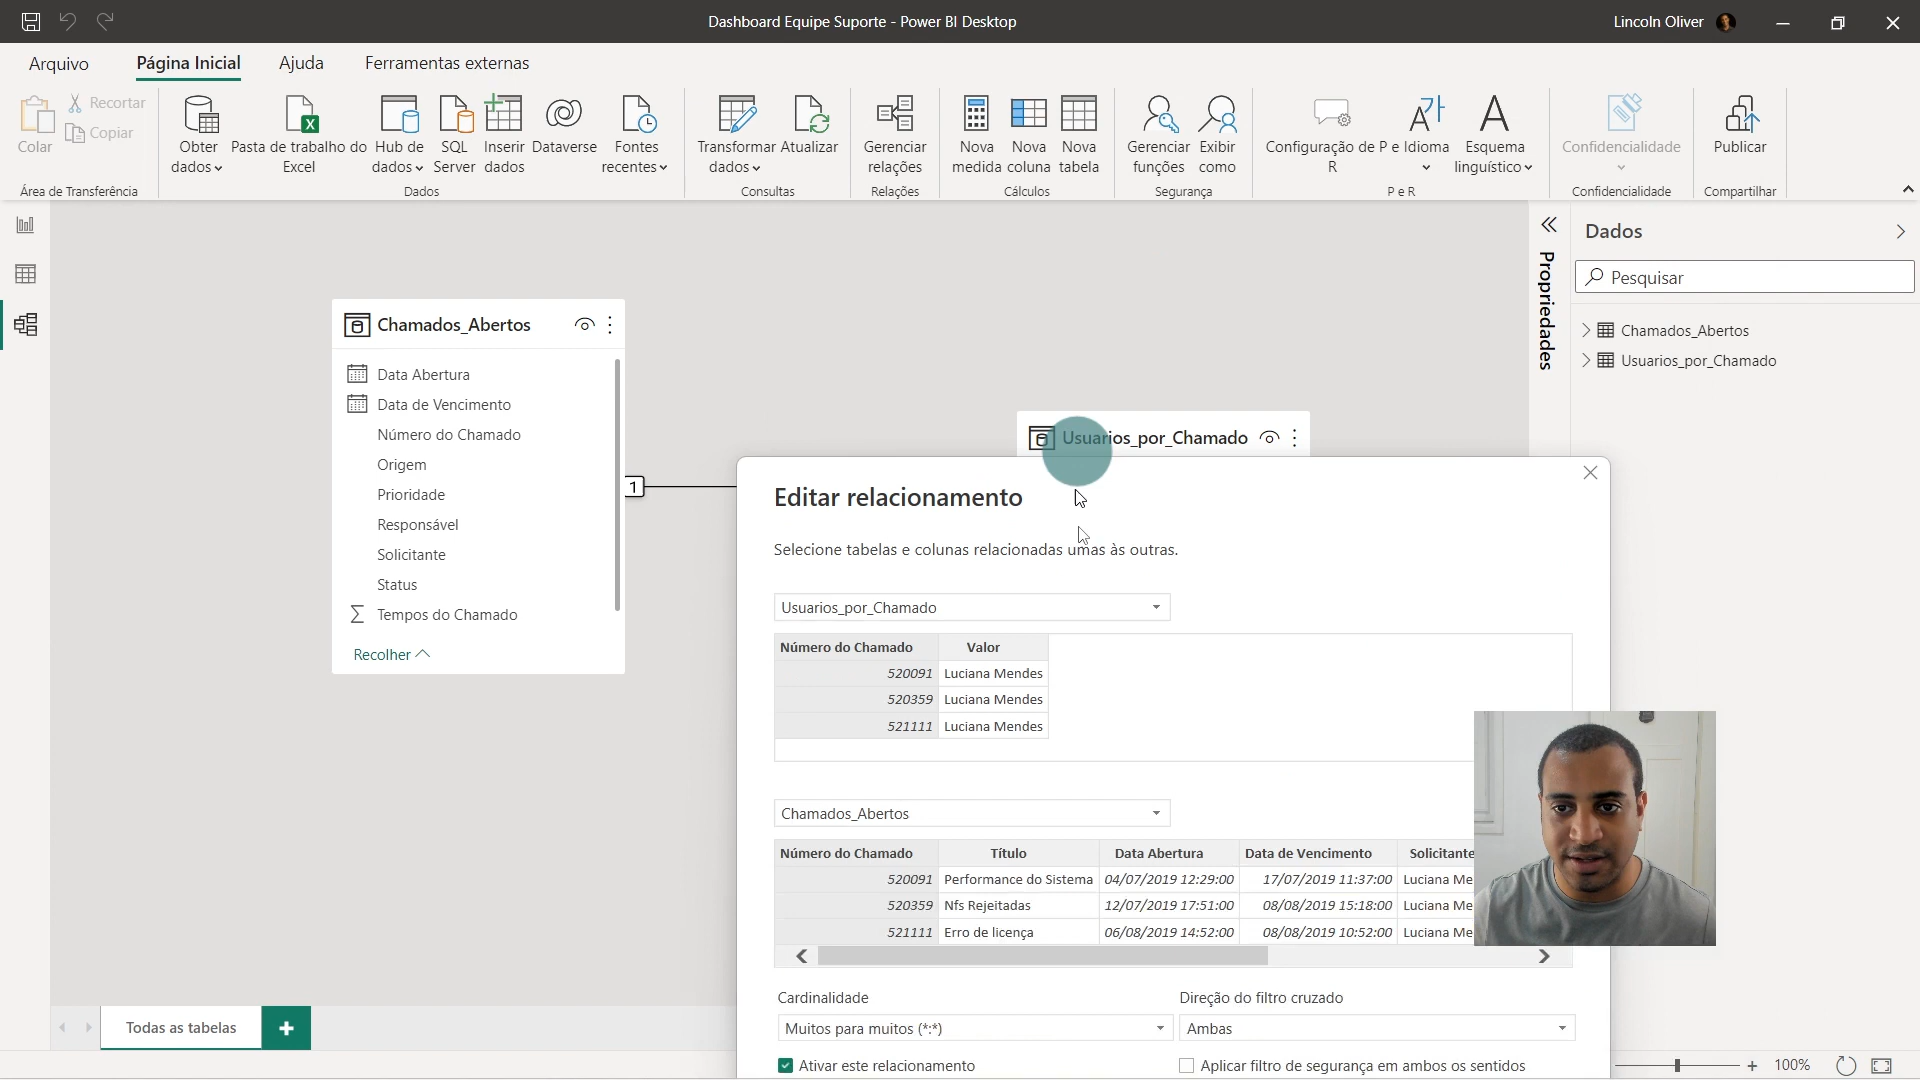 Dashboard Equipe Suporte - Power BI Desktop
Lincoln Oliver
Arquivo
Página Inicial
Ajuda
Ferramentas externas
Colar
Recortar
Copiar
Área de Transferência
Obter dados
Pasta de trabalho do Excel
Hub de dados
SQL Server
Inserir dados
Dataverse
Fontes recentes
Dados
Transformar dados
Atualizar
Consultas
Gerenciar relações
Relações
Nova medida
Nova coluna
Nova tabela
Cálculos
Gerenciar funções
Exibir como
Segurança
Configuração de P e R
Idioma
Esquema linguístico
P e R
Confidencialidade
Confidencialidade
Publicar
Compartilhar
Chamados_Abertos
Data Abertura
Data de Vencimento
Número do Chamado
Origem
Prioridade
Responsável
Solicitante
Status
Tempos do Chamado
Recolher
1
Usuarios_por_Chamado
Editar relacionamento
Selecione tabelas e colunas relacionadas umas às outras.
Usuarios_por_Chamado
Número do Chamado Valor
520091 Luciana Mendes
520359 Luciana Mendes
521111 Luciana Mendes
Chamados_Abertos
Número do Chamado Título Data Abertura Data de Vencimento Solicitante
520091 Performance do Sistema 04/07/2019 12:29:00 17/07/2019 11:37:00 Luciana Me
520359 Nfs Rejeitadas 12/07/2019 17:51:00 08/08/2019 15:18:00 Luciana Me
521111 Erro de licença 06/08/2019 14:52:00 08/08/2019 10:52:00 Luciana Me
Cardinalidade
Muitos para muitos (*:*)
Direção do filtro cruzado
Ambas
Ativar este relacionamento
Aplicar filtro de segurança em ambos os sentidos
Propriedades
Dados
Pesquisar
Chamados_Abertos
Usuarios_por_Chamado
Todas as tabelas
+
100%